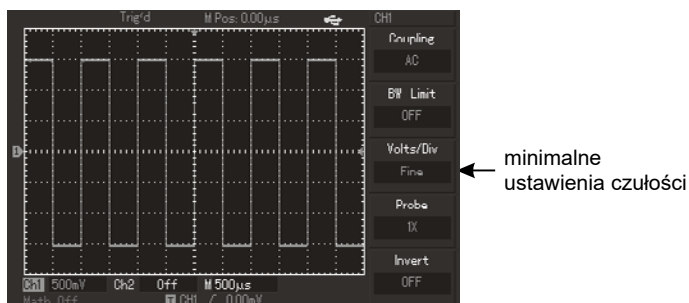 Trig'd M Pos: 0.00µs CH1
Coupling
AC
BW Limit
OFF
Volts/Div
Fine
Probe
1X
Invert
OFF
minimalne
ustawienia czułości
1
Ch1 500mV Ch2 Off M 500µs
Math Off T CH1 / 0.00mV